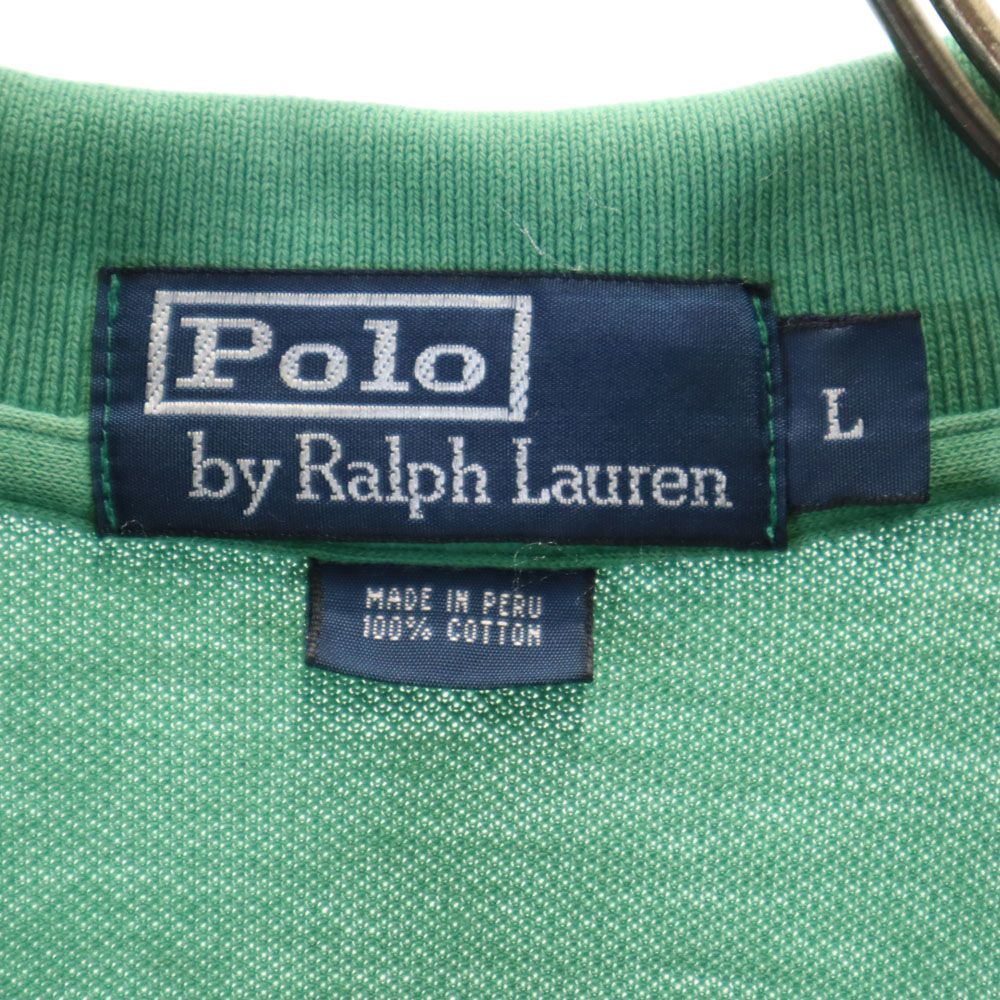 Polo
by Ralph Lauren
L
MADE IN PERU
100% COTTON